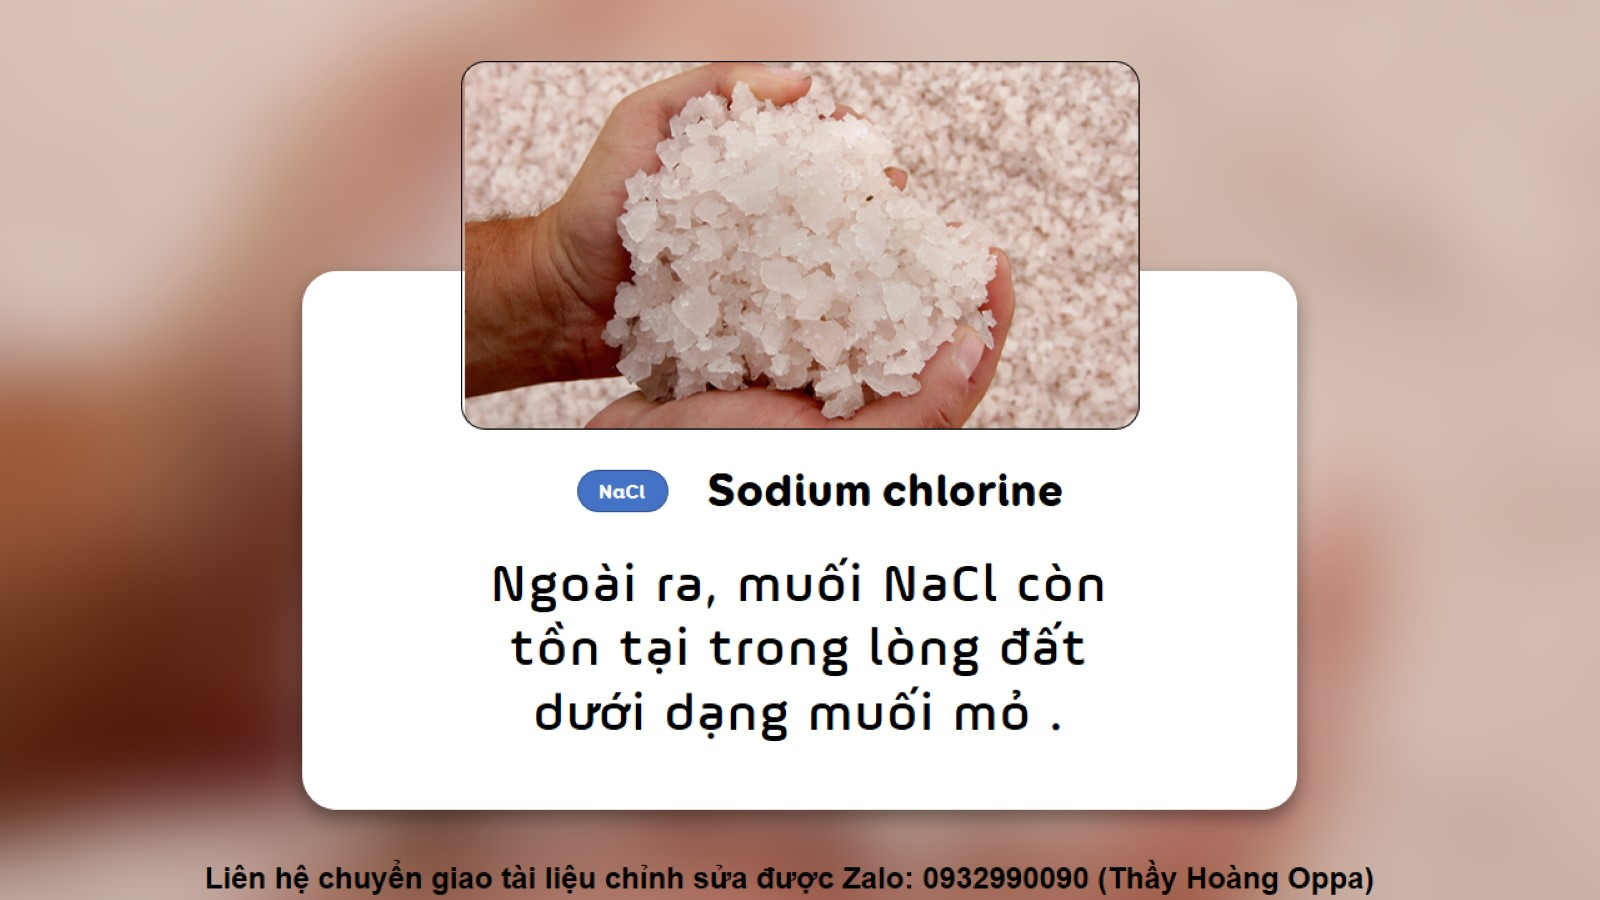 NaCl Sodium chlorine
Ngoài ra, muối NaCl còn
tồn tại trong lòng đất
dưới dạng muối mỏ .
Liên hệ chuyển giao tài liệu chỉnh sửa được Zalo: 0932990090 (Thầy Hoàng Oppa)